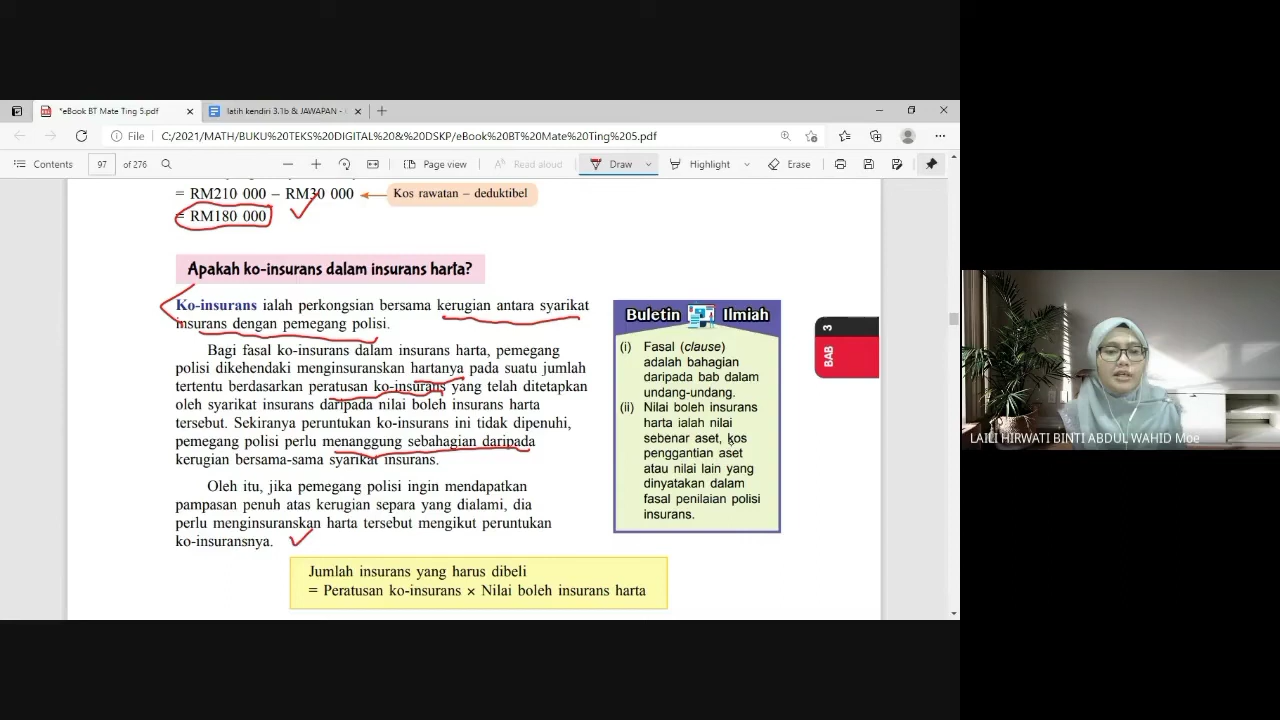 *eBook BT Mate Ting 5.pdf
latih kendiri 3.1b & JAWAPAN -
File
C:/2021/MATH/BUKU%20TEKS%20DIGITAL%20&%20DSKP/eBook%20BT%20Mate%20Ting%205.pdf
Contents
97
of 276
Page view
Read aloud
Draw
Highlight
Erase
= RM210 000 – RM30 000
Kos rawatan – deduktibel
= RM180 000
Apakah ko-insurans dalam insurans harta?
Ko-insurans ialah perkongsian bersama kerugian antara syarikat
insurans dengan pemegang polisi.
Bagi fasal ko-insurans dalam insurans harta, pemegang
polisi dikehendaki menginsuranskan hartanya pada suatu jumlah
tertentu berdasarkan peratusan ko-insurans yang telah ditetapkan
oleh syarikat insurans daripada nilai boleh insurans harta
tersebut. Sekiranya peruntukan ko-insurans ini tidak dipenuhi,
pemegang polisi perlu menanggung sebahagian daripada
kerugian bersama-sama syarikat insurans.
Oleh itu, jika pemegang polisi ingin mendapatkan
pampasan penuh atas kerugian separa yang dialami, dia
perlu menginsuranskan harta tersebut mengikut peruntukan
ko-insuransnya.
Jumlah insurans yang harus dibeli
= Peratusan ko-insurans × Nilai boleh insurans harta
Buletin Ilmiah
(i) Fasal (clause)
adalah bahagian
daripada bab dalam
undang-undang.
(ii) Nilai boleh insurans
harta ialah nilai
sebenar aset, kos
penggantian aset
atau nilai lain yang
dinyatakan dalam
fasal penilaian polisi
insurans.
BAB 3
LAILI HIRWATI BINTI ABDUL WAHID Moe